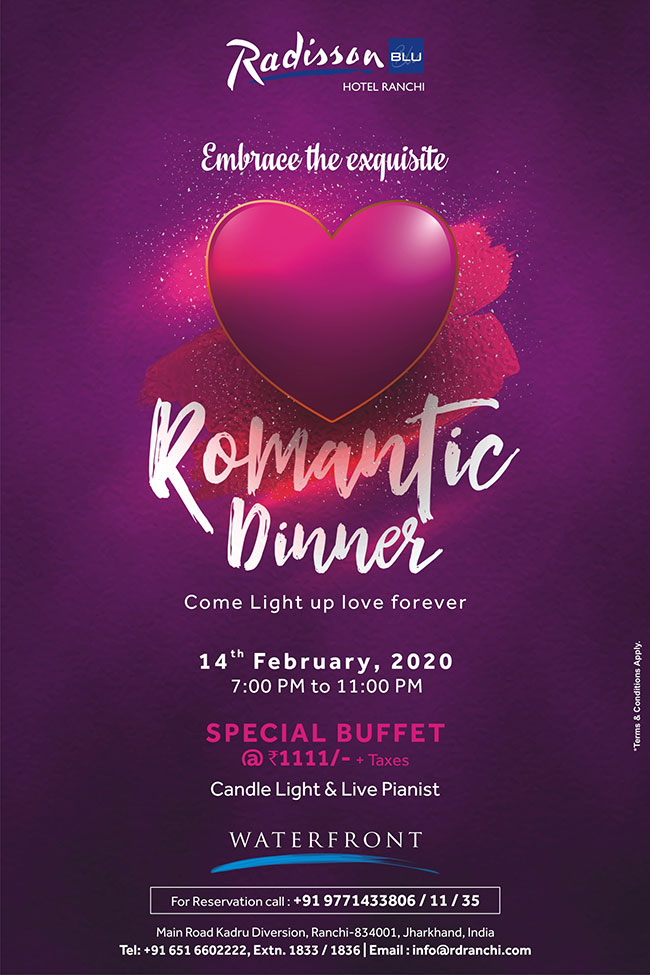 Radisson BLU
HOTEL RANCHI
Embrace the exquisite
Romantic
Dinner
Come Light up love forever
14th February, 2020
7:00 PM to 11:00 PM
SPECIAL BUFFET
@ ₹1111/- + Taxes
Candle Light & Live Pianist
WATERFRONT
For Reservation call : +91 9771433806 / 11 / 35
Main Road Kadru Diversion, Ranchi-834001, Jharkhand, India
Tel: +91 651 6602222, Extn. 1833 / 1836 | Email : info@rdranchi.com
*Terms & Conditions Apply.